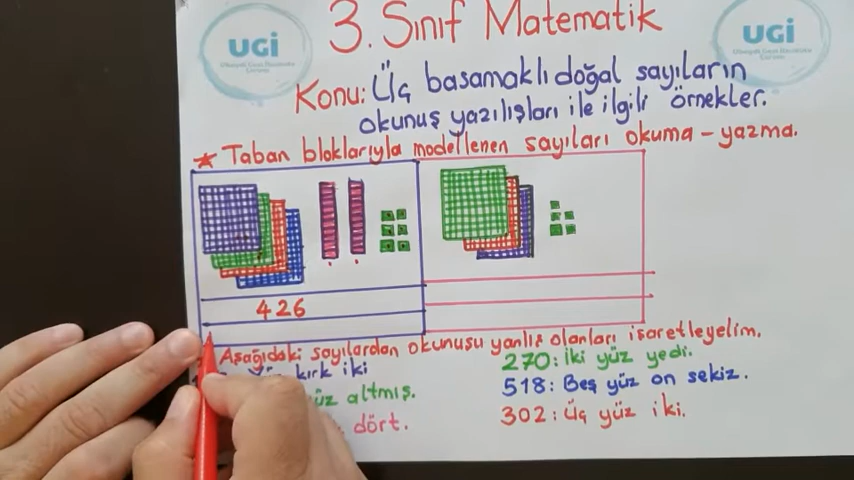 UGİ
UGİ
3. Sınıf Matematik
Konu: Üç basamaklı doğal sayıların
okunuş yazılışları ile ilgili örnekler.
* Taban bloklarıyla modellenen sayıları okuma - yazma.
426
Aşağıdaki sayılardan okunuşu yanlış olanları işaretleyelim.
kırk iki
yüz altmış.
dört.
270: İki yüz yedi.
518: Beş yüz on sekiz.
302: Üç yüz iki.